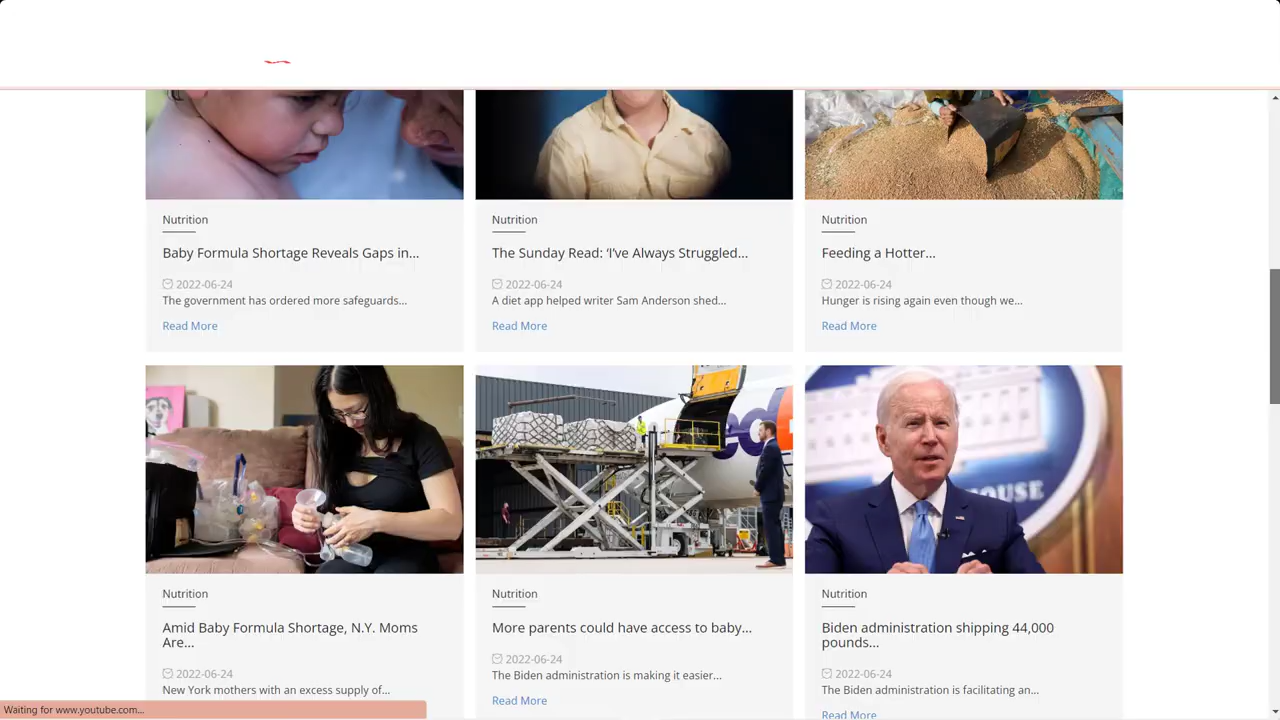 Nutrition
Baby Formula Shortage Reveals Gaps in...
2022-06-24
The government has ordered more safeguards...
Read More
Nutrition
The Sunday Read: ‘I’ve Always Struggled...
2022-06-24
A diet app helped writer Sam Anderson shed...
Read More
Nutrition
Feeding a Hotter...
2022-06-24
Hunger is rising again even though we...
Read More
Nutrition
Amid Baby Formula Shortage, N.Y. Moms
Are...
2022-06-24
New York mothers with an excess supply of...
Nutrition
More parents could have access to baby...
2022-06-24
The Biden administration is making it easier...
Read More
OUSE
Nutrition
Biden administration shipping 44,000
pounds...
2022-06-24
The Biden administration is facilitating an...
Read More
Waiting for www.youtube.com...